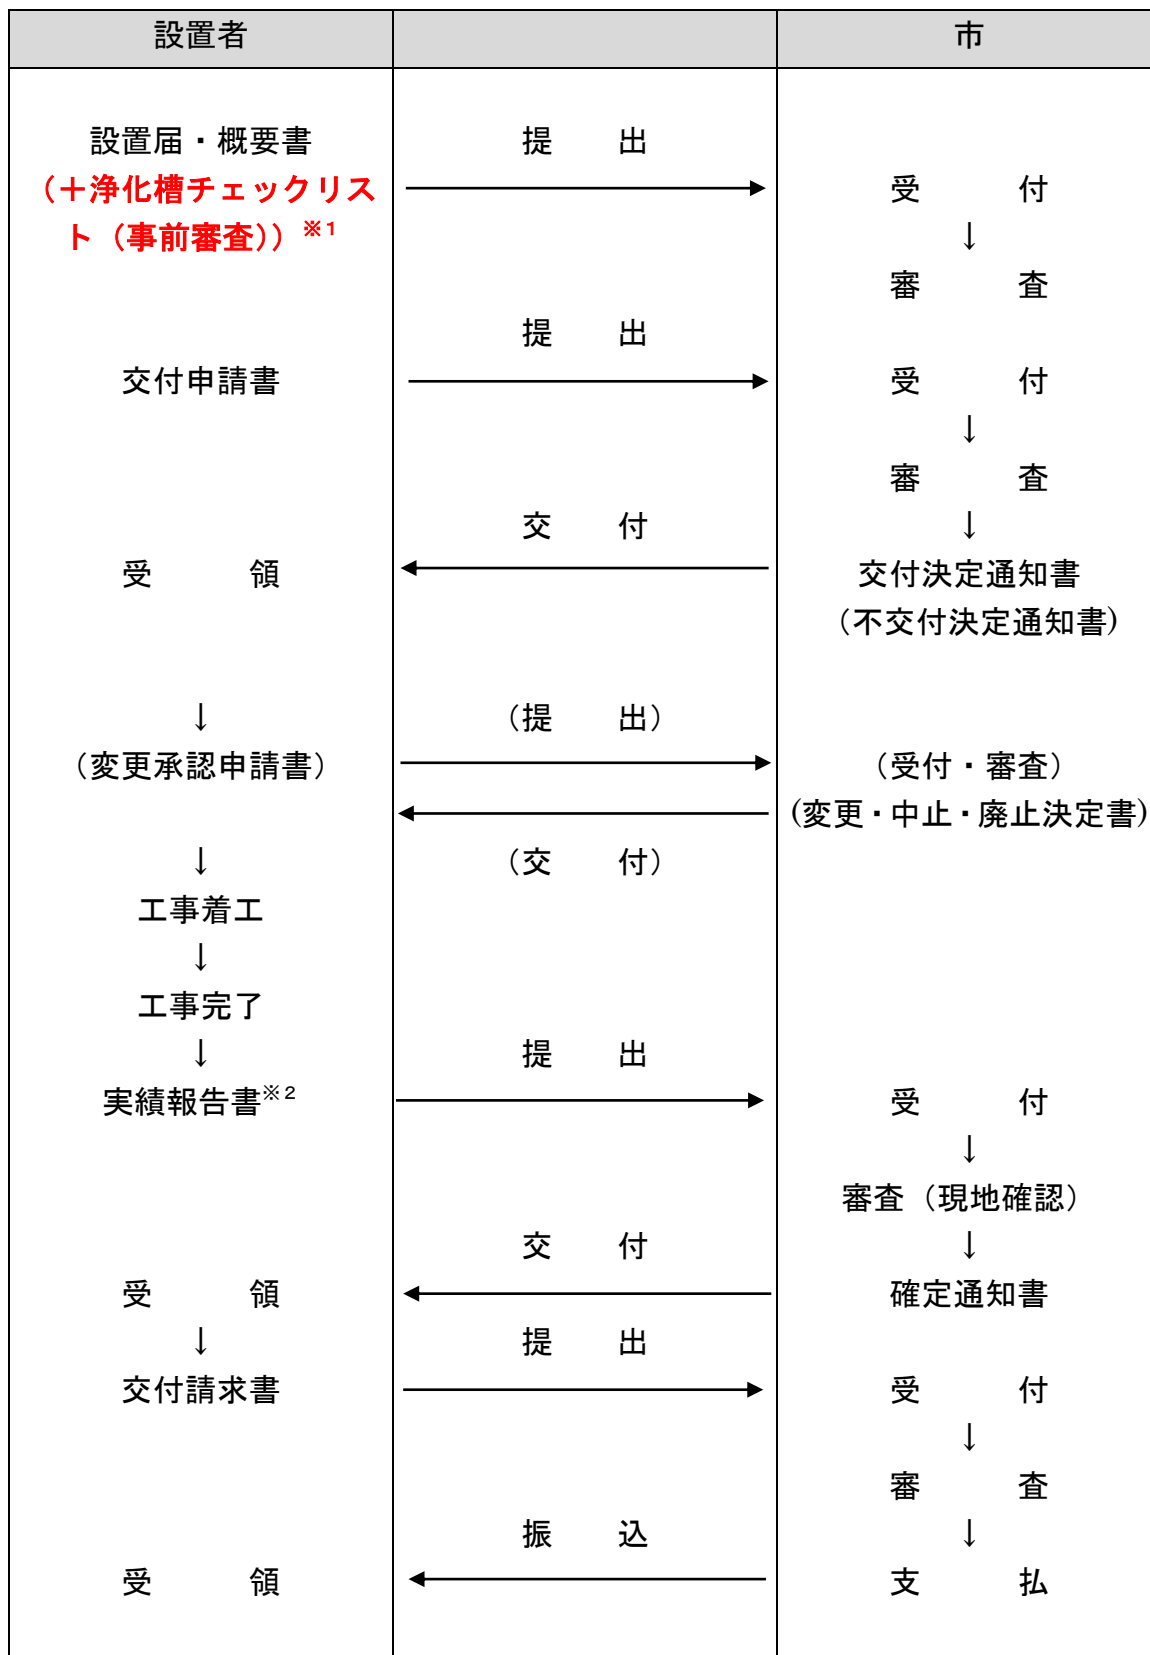 設置者 市
設置届・概要書 提 出
(＋浄化槽チェックリス 受 付
ト（事前審査））※1 ↓
審 査
提 出
交付申請書 受 付
↓
審 査
交 付 ↓
受 領 交付決定通知書
（不交付決定通知書)
↓ （提 出）
（変更承認申請書） （受付・審査）
(変更・中止・廃止決定書)
↓ （交 付）
工事着工
↓
工事完了
↓ 提 出
実績報告書※2 受 付
↓
審査（現地確認）
交 付 ↓
受 領 確定通知書
↓ 提 出
交付請求書 受 付
↓
審 査
振 込 ↓
受 領 支 払